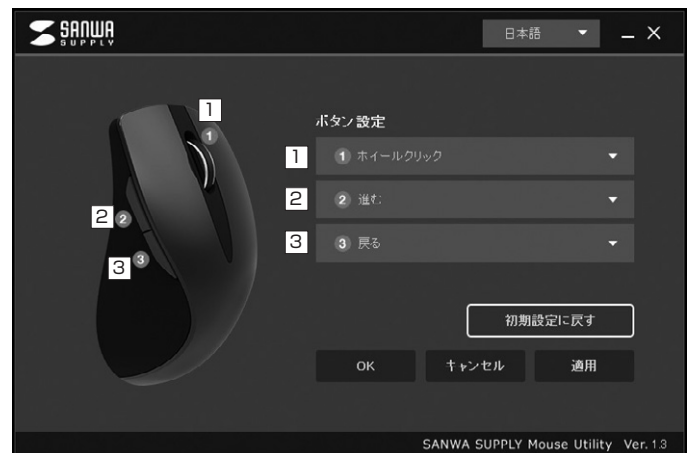 SANWA
SUPPLY
日本語
1
1
ボタン設定
1
1 ホイールクリック
2
2
2
2 進む
3
3
3
3 戻る
初期設定に戻す
OK
キャンセル
適用
SANWA SUPPLY Mouse Utility Ver. 1.3